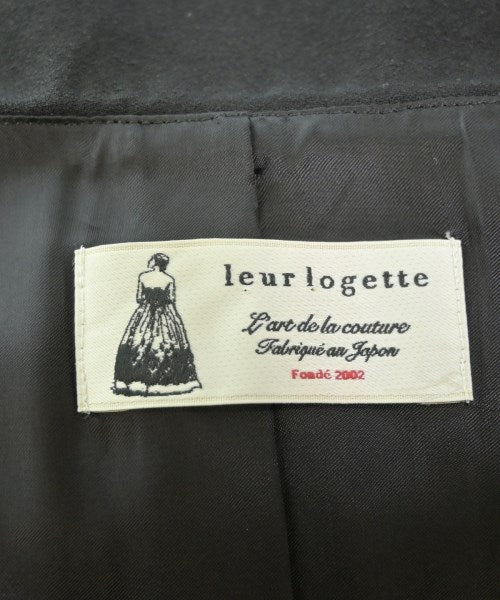 leur logette
L'art de la couture
Fabriqué au Japon
Fondé 2002